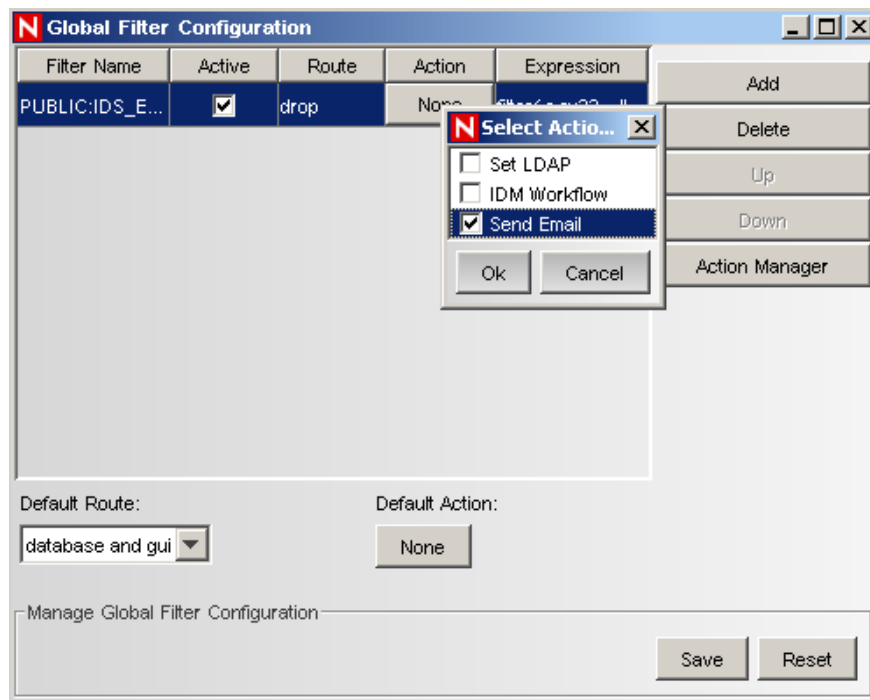 Global Filter Configuration
Filter Name Active Route Action Expression
PUBLIC:IDS_E... drop None
Add
Delete
Up
Down
Action Manager
Select Actio...
Set LDAP
IDM Workflow
Send Email
Ok Cancel
Default Route: Default Action:
database and gui None
Manage Global Filter Configuration
Save Reset